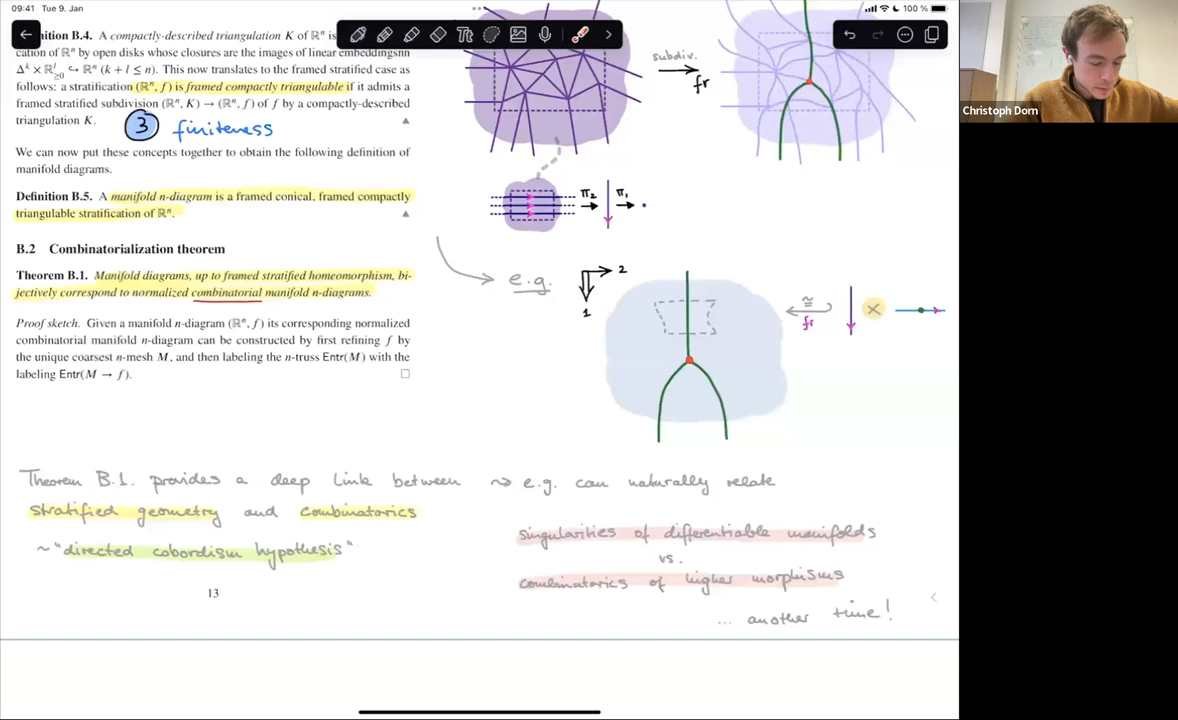 09:41 Tue 9. Jan
100 %
nition B.4. A compactly-described triangulation K of ℝⁿ is
cation of ℝⁿ by open disks whose closures are the images of linear embeddingsnn
Δᵏ × ℝˡ≥0 ↪ ℝⁿ (k + l ≤ n). This now translates to the framed stratified case as
follows: a stratification (ℝⁿ, f) is framed compactly triangulable if it admits a
framed stratified subdivision (ℝⁿ, K) → (ℝⁿ, f) of f by a compactly-described
triangulation K. ▲
3 finiteness
We can now put these concepts together to obtain the following definition of
manifold diagrams.
Definition B.5. A manifold n-diagram is a framed conical, framed compactly
triangulable stratification of ℝⁿ. ▲
B.2 Combinatorialization theorem
Theorem B.1. Manifold diagrams, up to framed stratified homeomorphism, bi-
jectively correspond to normalized combinatorial manifold n-diagrams.
Proof sketch. Given a manifold n-diagram (ℝⁿ, f) its corresponding normalized
combinatorial manifold n-diagram can be constructed by first refining f by
the unique coarsest n-mesh M, and then labeling the n-truss Entr(M) with the
labeling Entr(M → f). □
subdiv.
→
fr
π₂ → π₁ →
e.g.
2
1
≅
fr
×
Theorem B.1. provides a deep link between
stratified geometry and combinatorics
~ "directed cobordism hypothesis"
⇝ e.g. can naturally relate
singularities of differentiable manifolds
vs.
combinatorics of higher morphisms
... another time!
13
Christoph Dorn